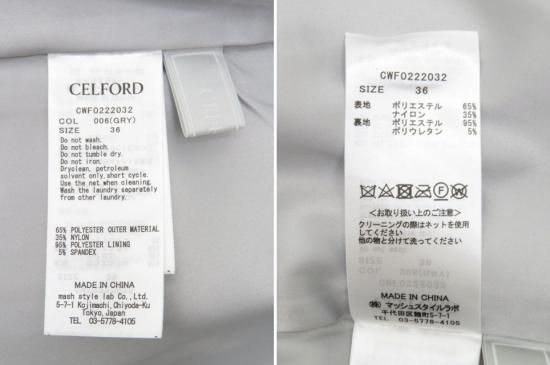 CELFORD
CWF0222032
COL 006(GRY)
SIZE 36
Do not wash.
Do not bleach.
Do not tumble dry.
Do not iron.
Dryclean, petroleum
solvent only, short cycle.
Use the net when cleaning.
Wash the laundry separately
from other laundry.
65% POLYESTER OUTER MATERIAL
35% NYLON
95% POLYESTER LINING
5% SPANDEX
MADE IN CHINA
mash style lab Co., Ltd.
5-7-1 Kojimachi, Chiyoda-Ku
Tokyo, Japan
TEL 03-5778-4105
CWF0222032
SIZE 36
表地 ポリエステル 65%
ナイロン 35%
裏地 ポリエステル 95%
ポリウレタン 5%
<お取り扱い上のご注意>
クリーニングの際はネットを使用
してください
他の物と分けて洗ってください
MADE IN CHINA
(株)マッシュスタイルラボ
千代田区麹町5-7-1
TEL 03-5778-4105